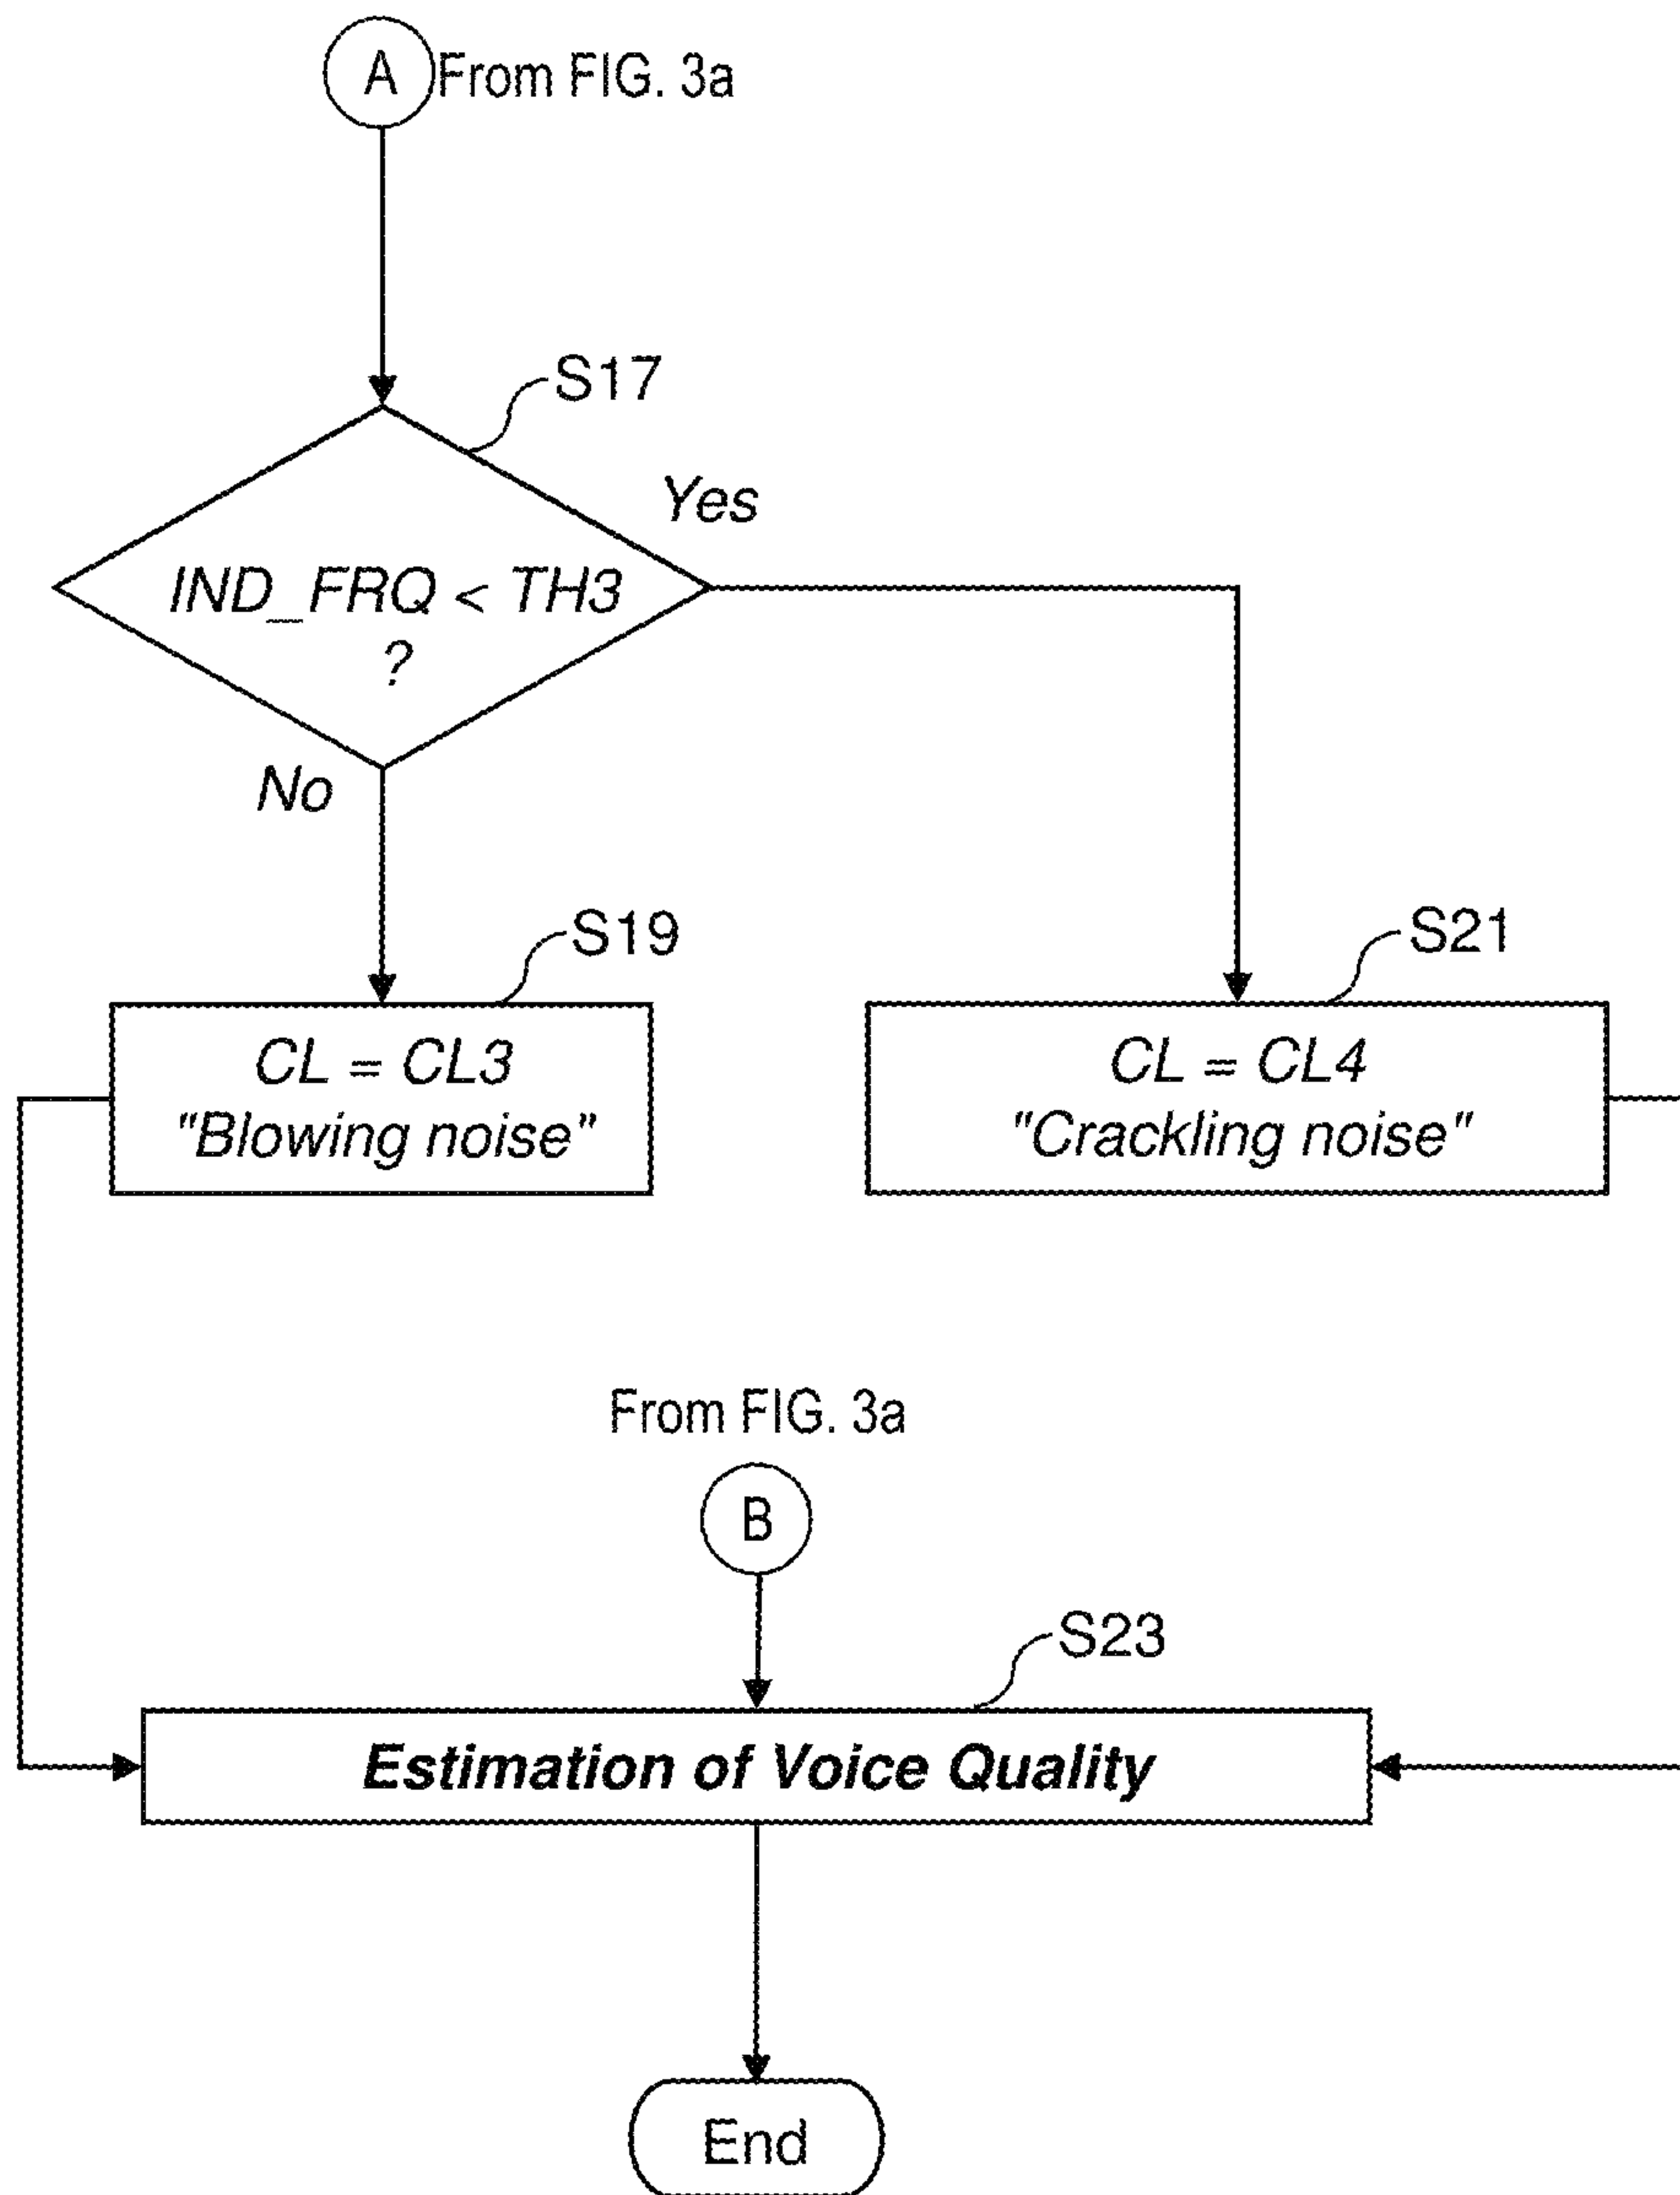 A From FIG. 3a
S17
Yes
IND_FRQ < TH3
?
No
S19
S21
CL = CL3
"Blowing noise"
CL = CL4
"Crackling noise"
From FIG. 3a
B
S23
Estimation of Voice Quality
End